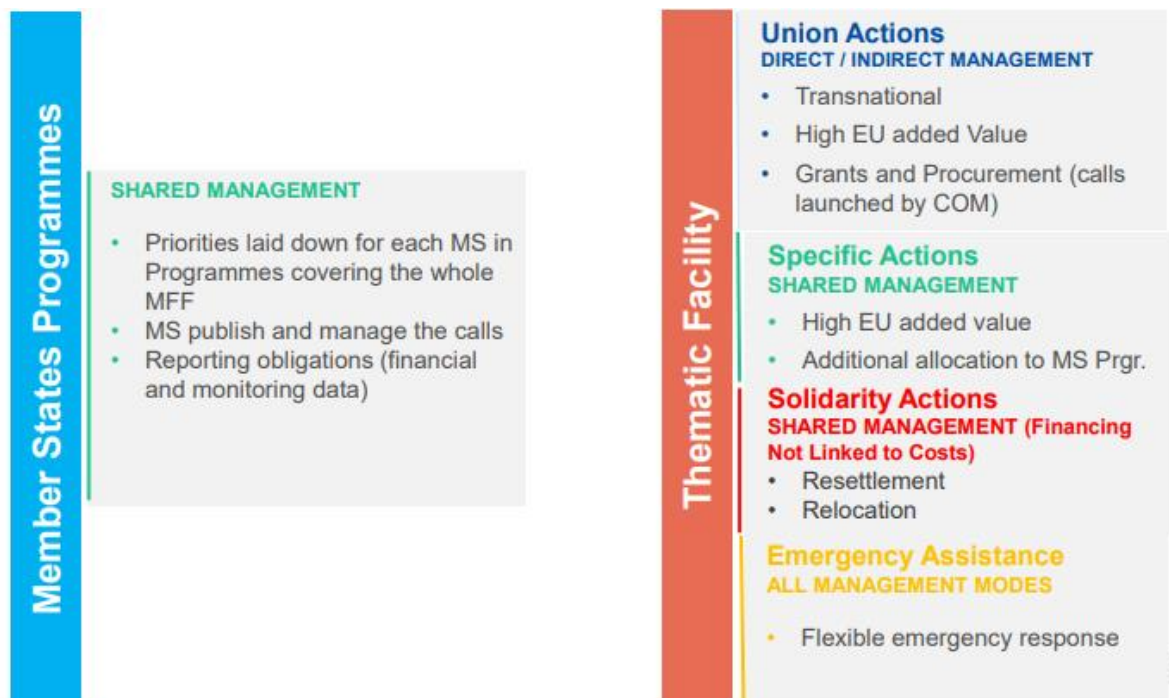 Member States Programmes
SHARED MANAGEMENT
• Priorities laid down for each MS in
Programmes covering the whole
MFF
• MS publish and manage the calls
• Reporting obligations (financial
and monitoring data)
Thematic Facility
Union Actions
DIRECT / INDIRECT MANAGEMENT
• Transnational
• High EU added Value
• Grants and Procurement (calls
launched by COM)
Specific Actions
SHARED MANAGEMENT
• High EU added value
• Additional allocation to MS Prgr.
Solidarity Actions
SHARED MANAGEMENT (Financing
Not Linked to Costs)
• Resettlement
• Relocation
Emergency Assistance
ALL MANAGEMENT MODES
• Flexible emergency response